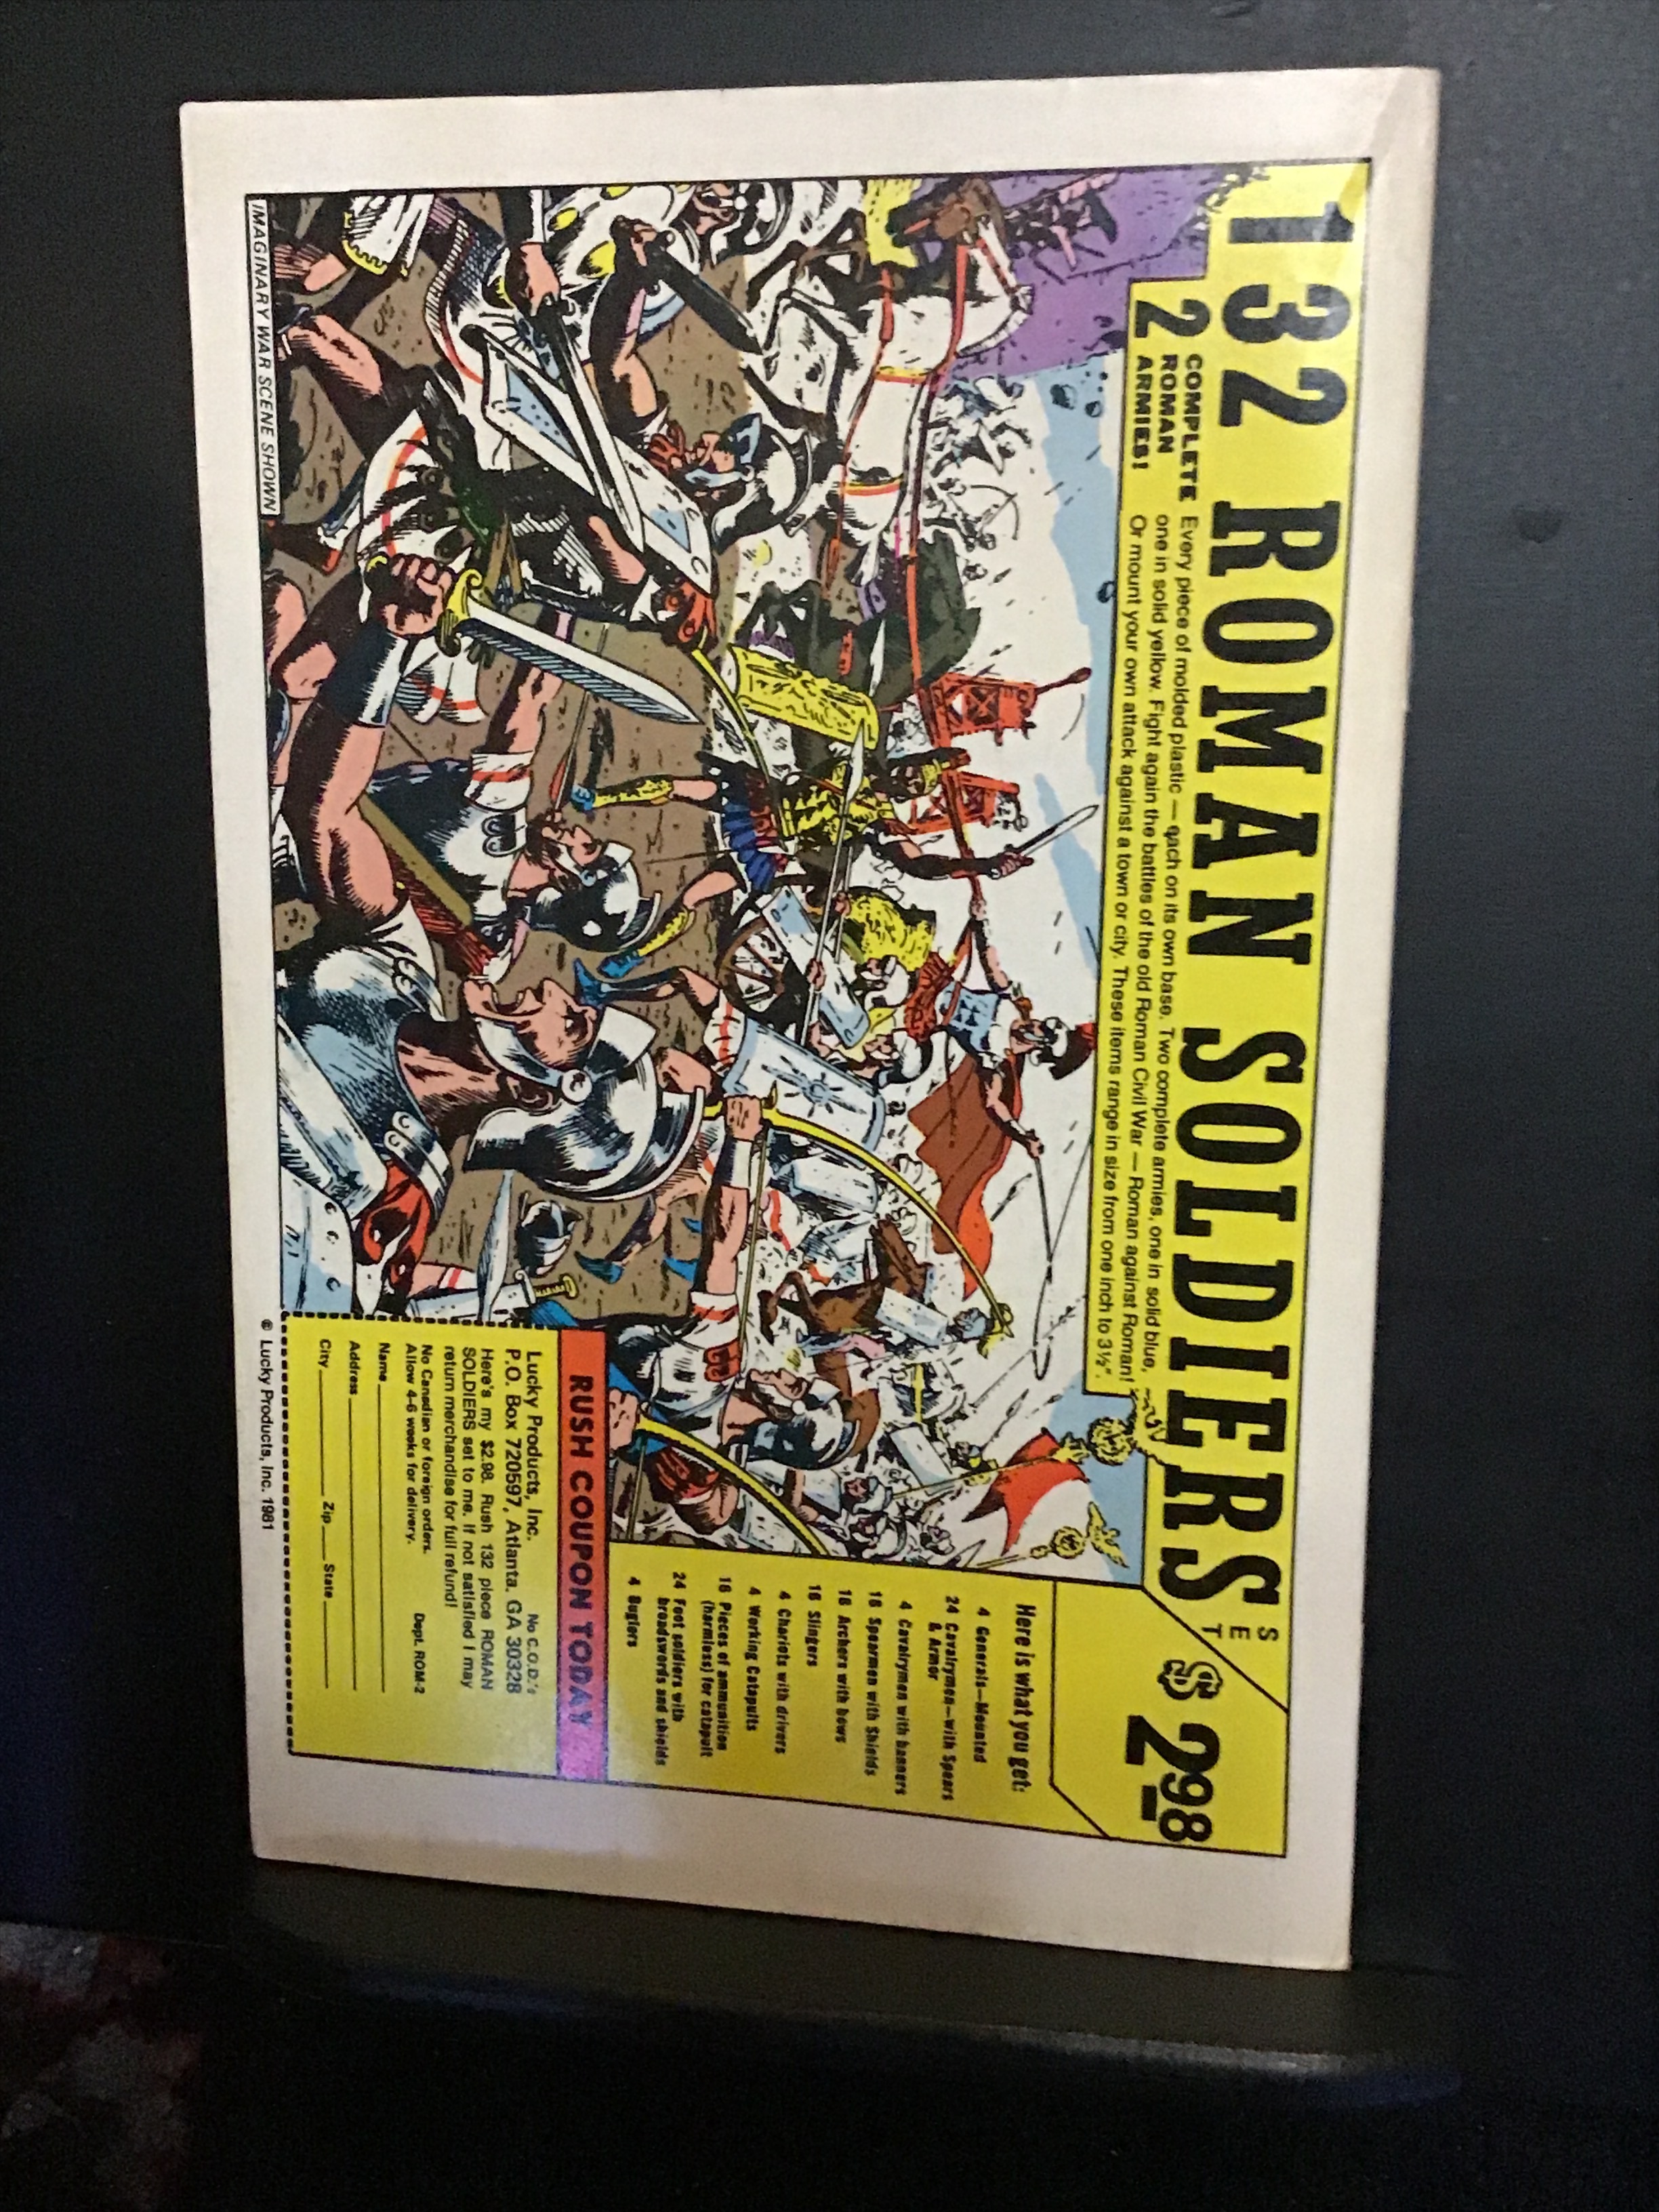 132 ROMAN SOLDIERS
SET
$2.98
2 COMPLETE
ROMAN
ARMIES!
Every piece of molded plastic — each on its own base. Two complete armies, one in solid blue,
one in solid yellow. Fight again the battles of the old Roman Civil War — Roman against Roman!
Or mount your own attack against a town or city. These items range in size from one inch to 3½".
Here is what you get:
4 Generals—Mounted
24 Cavalrymen—with Spears
& Armor
4 Cavalrymen with banners
16 Spearmen with Shields
16 Archers with bows
16 Slingers
4 Chariots with drivers
4 Working Catapults
16 Pieces of ammunition
(harmless) for catapult
24 Foot soldiers with
broadswords and shields
4 Buglers
RUSH COUPON TODAY
Lucky Products, Inc. No C.O.D.'s
P.O. Box 720597, Atlanta, GA 30328
Here's my $2.98. Rush 132 piece ROMAN
SOLDIERS set to me. If not satisfied I may
return merchandise for full refund!
No Canadian or foreign orders. Dept. ROM-2
Allow 4-6 weeks for delivery.
Name
Address
City Zip State
IMAGINARY WAR SCENE SHOWN
© Lucky Products, Inc. 1981